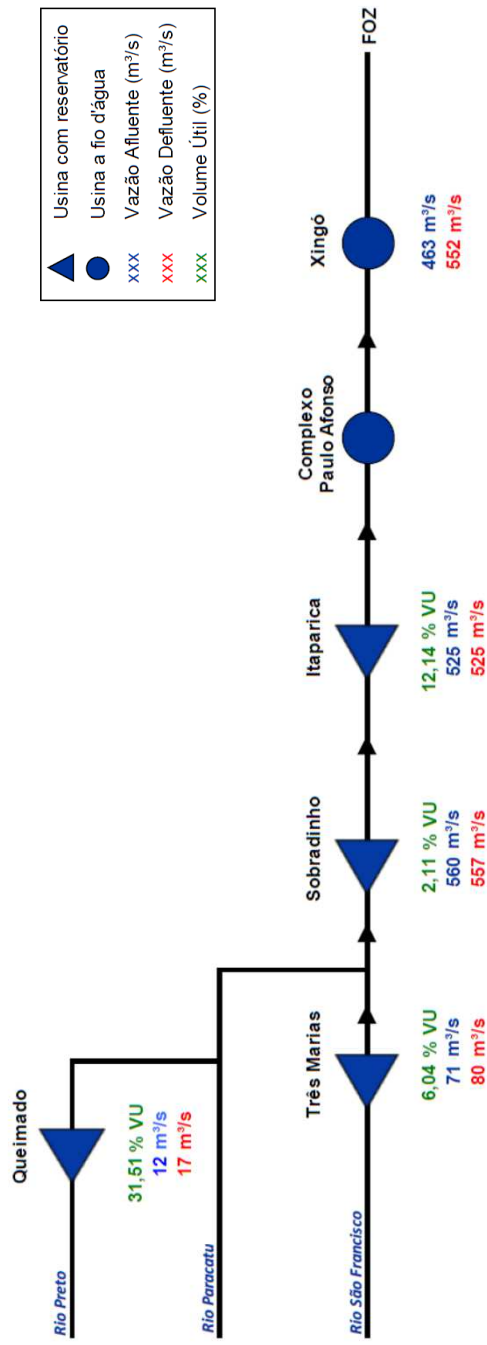 Usina com reservatório
Usina a fio d'água
xxx Vazão Afluente (m³/s)
xxx Vazão Defluente (m³/s)
xxx Volume Útil (%)
Queimado
31,51 % VU
12 m³/s
17 m³/s
Rio Preto
Rio Paracatu
Rio São Francisco
Três Marias
6,04 % VU
71 m³/s
80 m³/s
Sobradinho
2,11 % VU
560 m³/s
557 m³/s
Itaparica
12,14 % VU
525 m³/s
525 m³/s
Complexo
Paulo Afonso
Xingó
463 m³/s
552 m³/s
FOZ